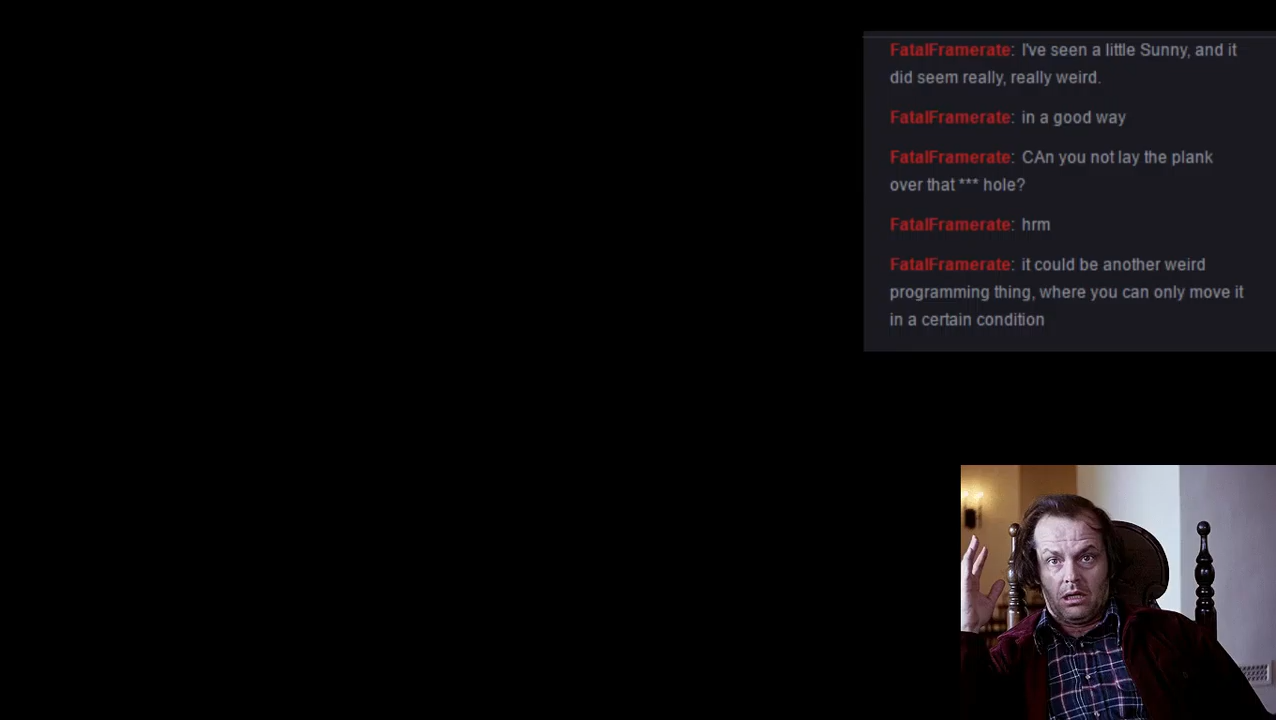 FatalFramerate: I've seen a little Sunny, and it
did seem really, really weird.
FatalFramerate: in a good way
FatalFramerate: CAn you not lay the plank
over that *** hole?
FatalFramerate: hrm
FatalFramerate: it could be another weird
programming thing, where you can only move it
in a certain condition